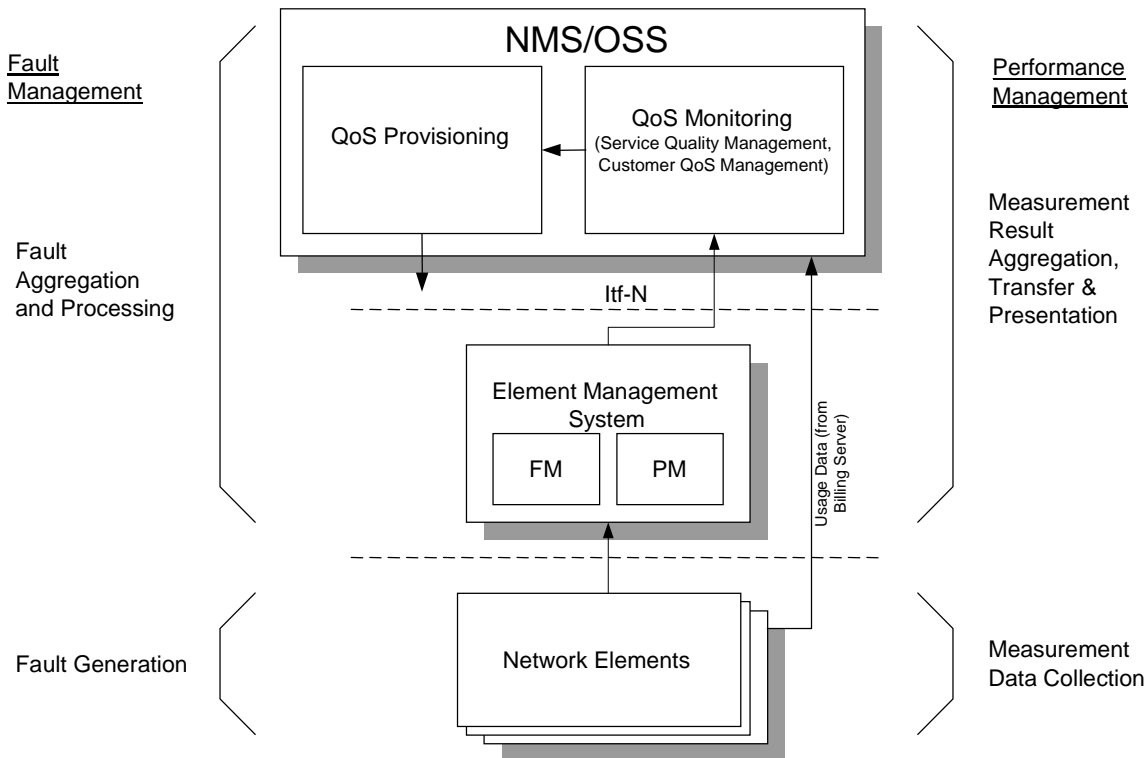 NMS/OSS
Fault
Management
Performance
Management
QoS Provisioning
QoS Monitoring
(Service Quality Management,
Customer QoS Management)
Fault
Aggregation
and Processing
Measurement
Result
Aggregation,
Transfer &
Presentation
Itf-N
Element Management
System
FM
PM
Usage Data (from
Billing Server)
Fault Generation
Network Elements
Measurement
Data Collection